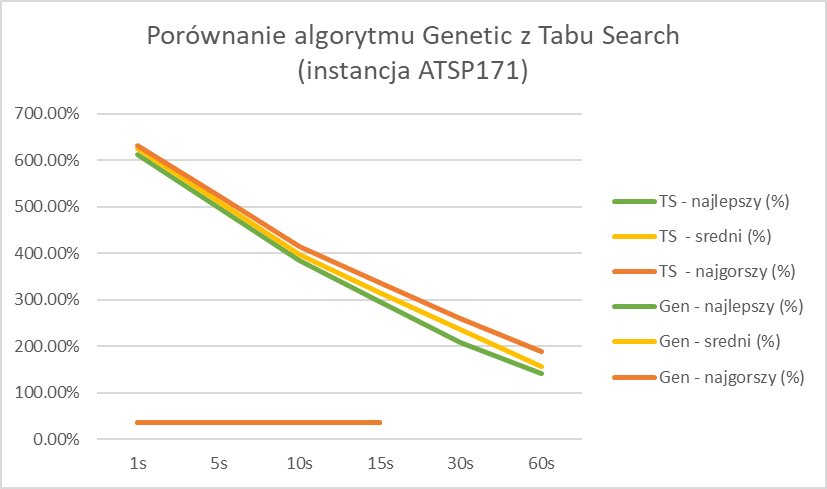 Porównanie algorytmu Genetic z Tabu Search
(instancja ATSP171)
700.00%
600.00%
500.00%
400.00%
300.00%
200.00%
100.00%
0.00%
1s 5s 10s 15s 30s 60s
TS - najlepszy (%)
TS - sredni (%)
TS - najgorszy (%)
Gen - najlepszy (%)
Gen - sredni (%)
Gen - najgorszy (%)